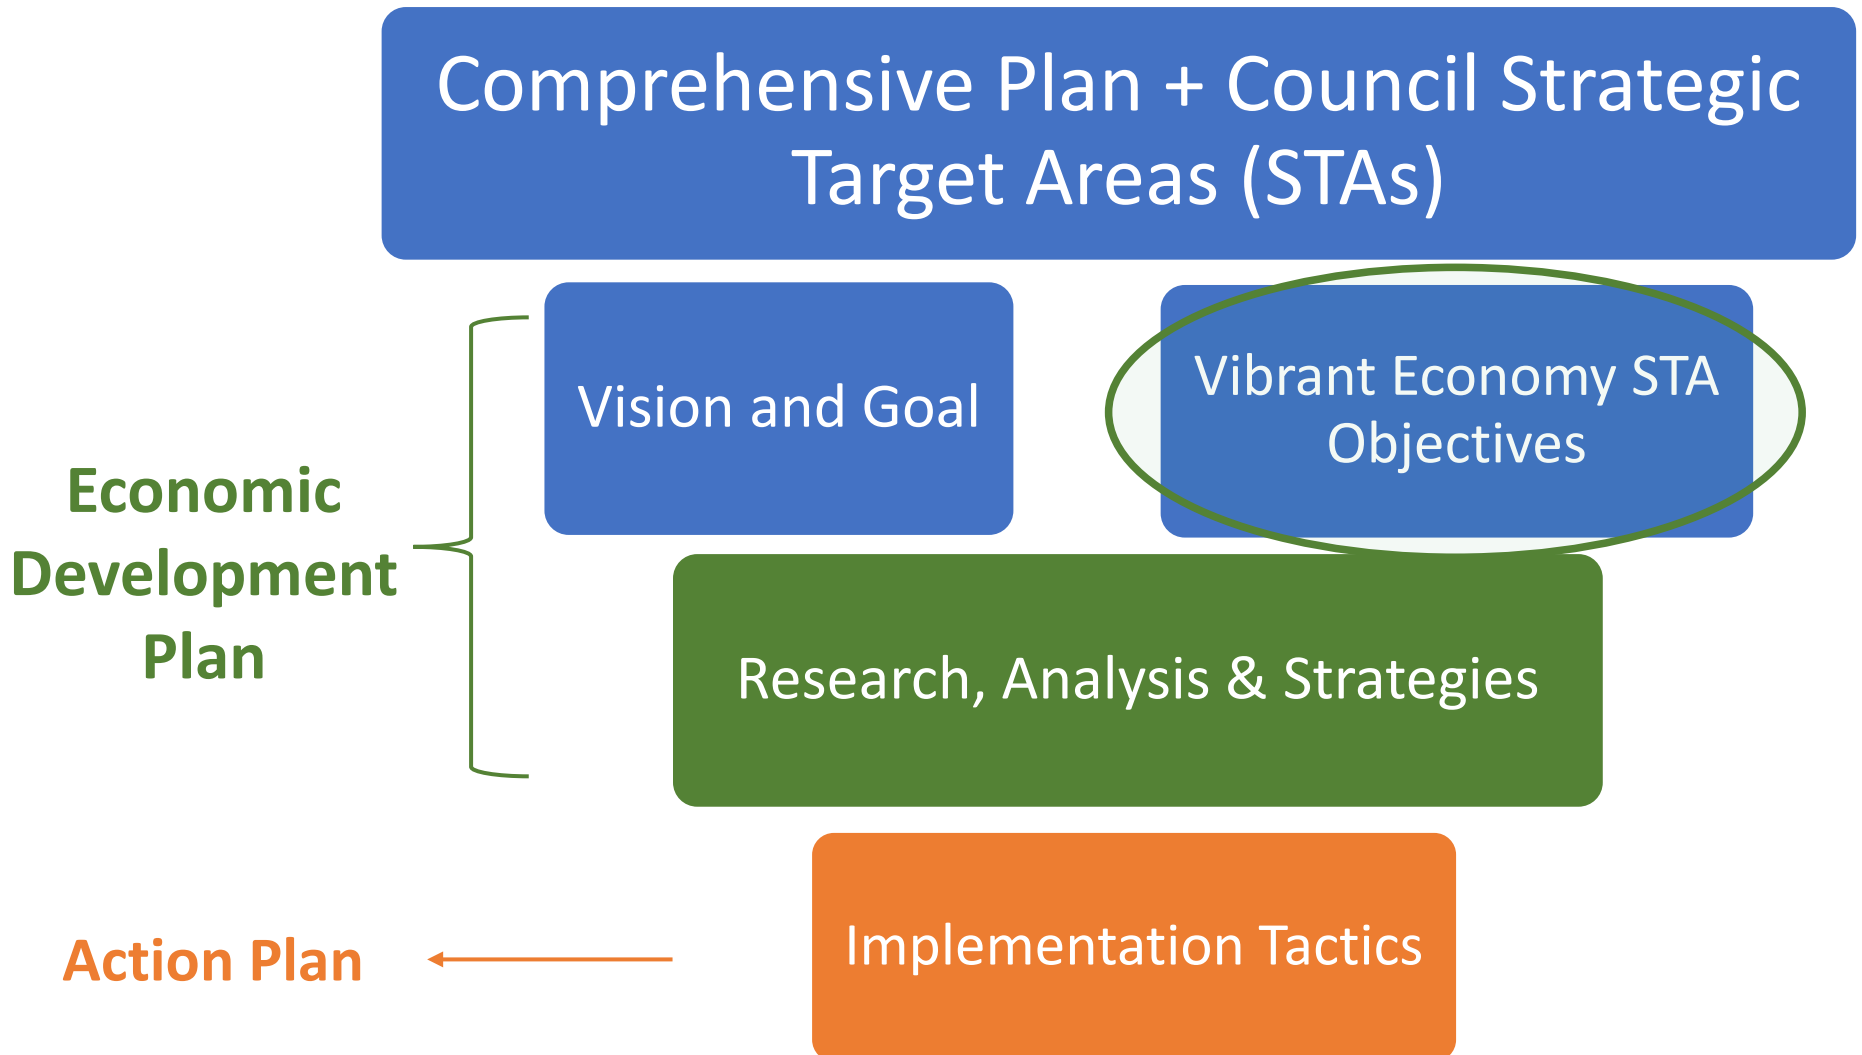 Comprehensive Plan + Council Strategic
Target Areas (STAs)
Vision and Goal
Vibrant Economy STA
Objectives
Economic
Development
Plan
Research, Analysis & Strategies
Action Plan
Implementation Tactics